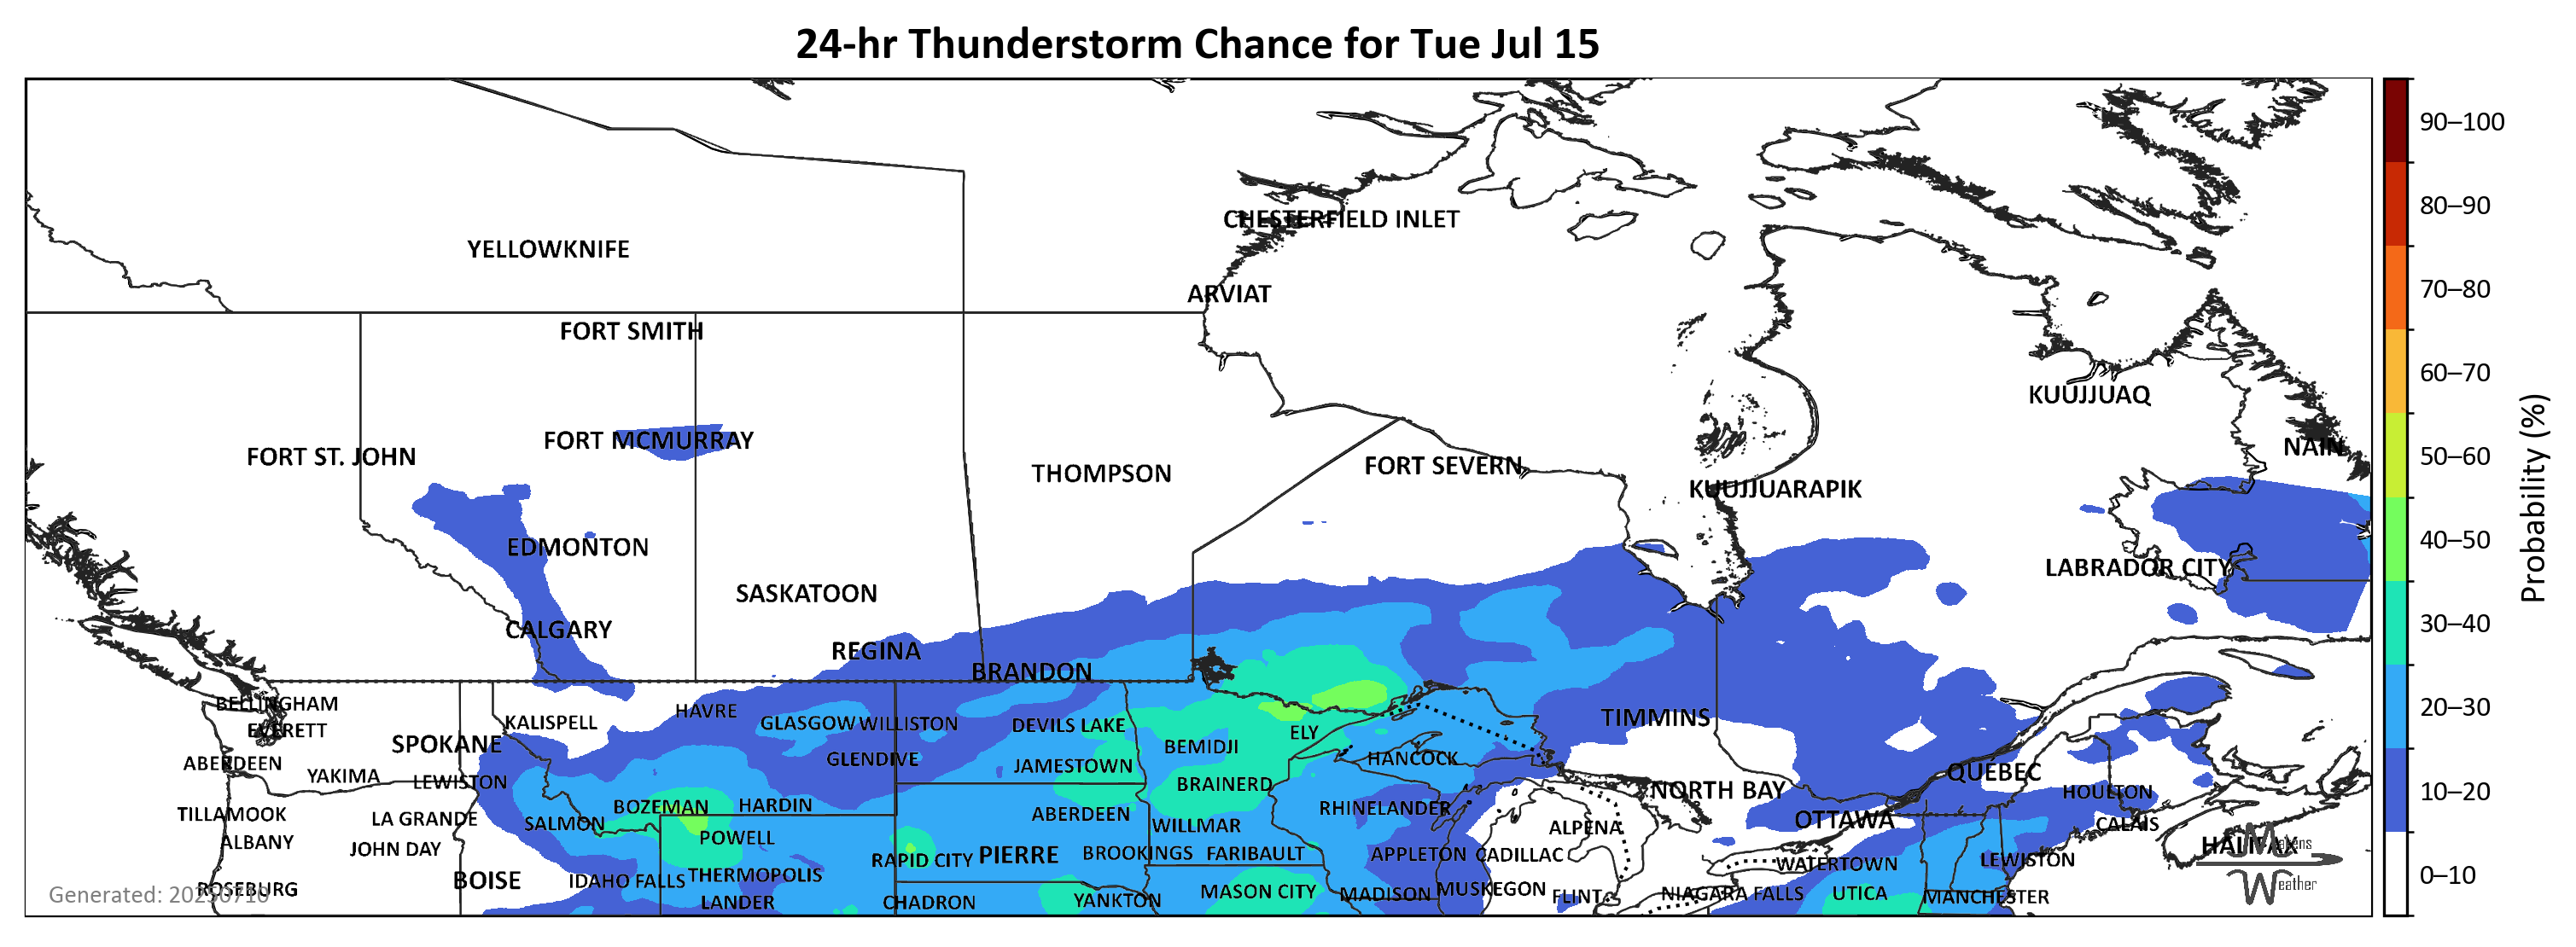 24-hr Thunderstorm Chance for Tue Jul 15
90–100
80–90
CHESTERFIELD INLET
YELLOWKNIFE
70–80
ARVIAT
FORT SMITH
60–70
KUUJJUAQ
FORT MCMURRAY
NAIN
50–60
FORT ST. JOHN
FORT SEVERN
THOMPSON
KUUJJUARAPIK
Probability (%)
EDMONTON
40–50
LABRADOR CITY
SASKATOON
CALGARY
30–40
REGINA
BRANDON
BELLINGHAM
HAVRE
20–30
KALISPELL
GLASGOW
WILLISTON
DEVILS LAKE
TIMMINS
EVERETT
ELY
SPOKANE
BEMIDJI
ABERDEEN
GLENDIVE
HANCOCK
JAMESTOWN
QUÉBEC
YAKIMA
LEWISTON
BRAINERD
NORTH BAY
HOULTON
10–20
BOZEMAN
HARDIN
RHINELANDER
TILLAMOOK
LA GRANDE
SALMON
ABERDEEN
WILLMAR
ALPENA
OTTAWA
CALAIS
ALBANY
JOHN DAY
POWELL
HALIFAX
Makens
RAPID CITY
PIERRE
BROOKINGS
FARIBAULT
APPLETON
CADILLAC
WATERTOWN
LEWISTON
BOISE
IDAHO FALLS
THERMOPOLIS
0–10
Weather
Generated: 20250710
ROSEBURG
LANDER
CHADRON
YANKTON
MASON CITY
MADISON
MUSKEGON
FLINT
NIAGARA FALLS
UTICA
MANCHESTER